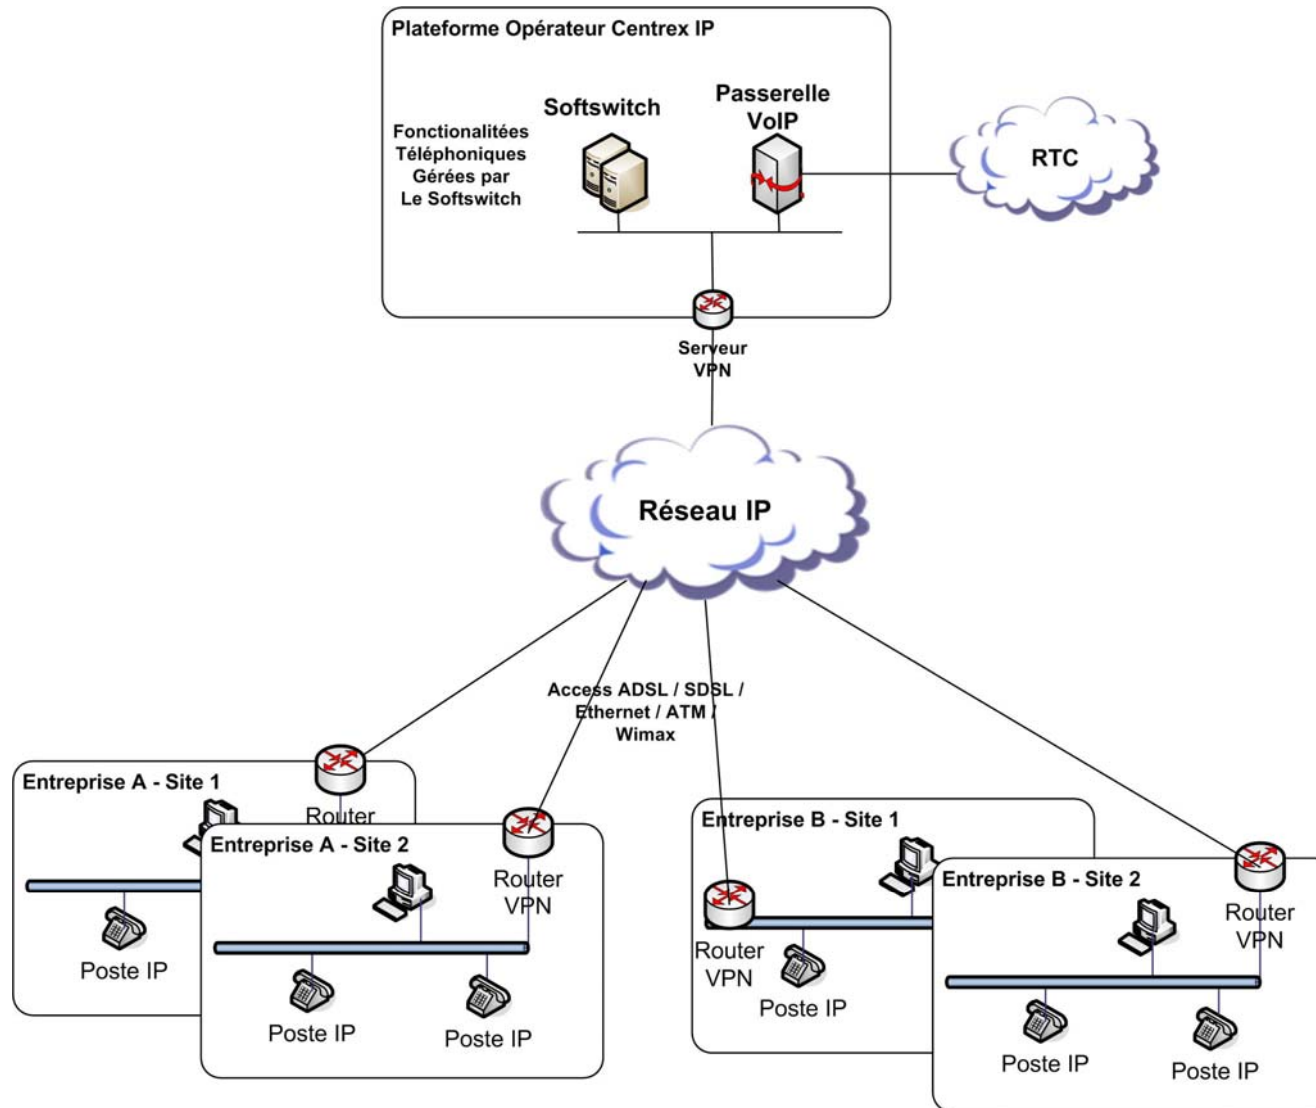 Plateforme Opérateur Centrex IP
Softswitch
Passerelle
VoIP
Fonctionalitées
Téléphoniques
Gérées par
Le Softswitch
RTC
Serveur
VPN
Réseau IP
Access ADSL / SDSL /
Ethernet / ATM /
Wimax
Entreprise A - Site 1
Router
Poste IP
Entreprise A - Site 2
Router
VPN
Poste IP
Poste IP
Entreprise B - Site 1
Router
VPN
Poste IP
Entreprise B - Site 2
Router
VPN
Poste IP
Poste IP